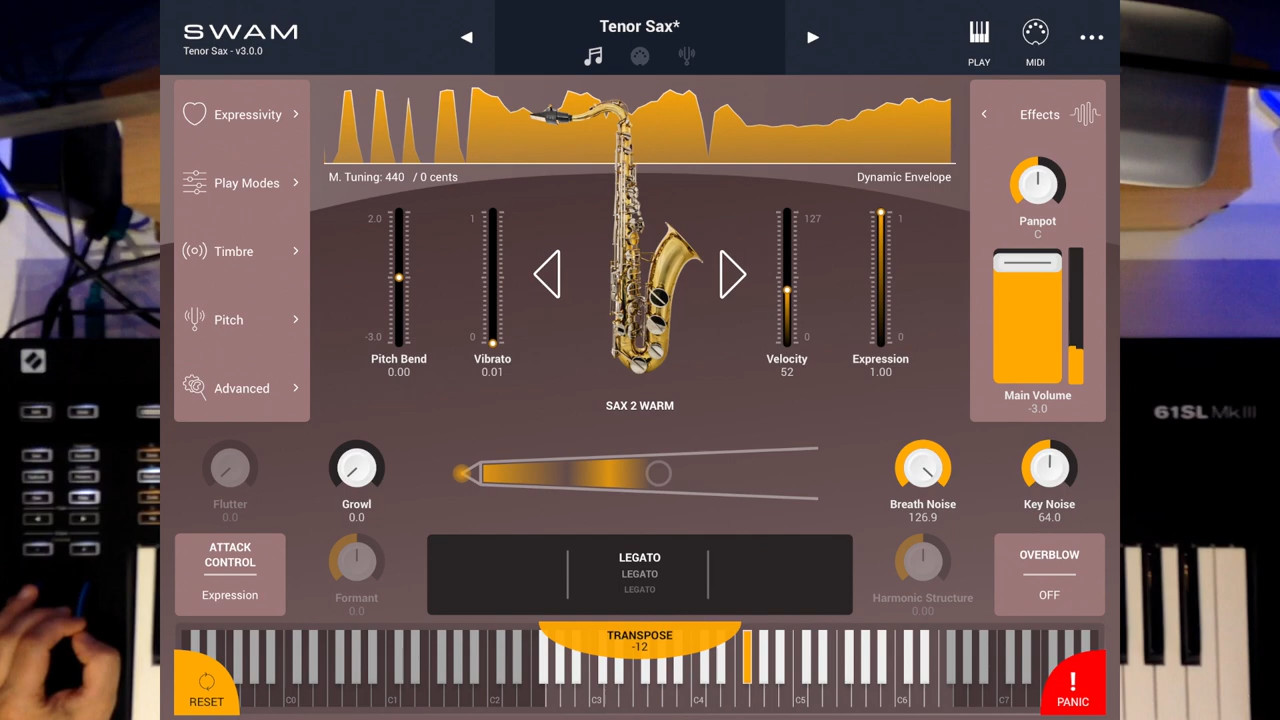 SWAM
Tenor Sax - v3.0.0
Tenor Sax*
PLAY
MIDI
Expressivity
Play Modes
Timbre
Pitch
Advanced
M. Tuning: 440 / 0 cents
Dynamic Envelope
Effects
Panpot
C
2.0
-3.0
Pitch Bend
0.00
1
0
Vibrato
0.01
127
0
Velocity
52
1
0
Expression
1.00
Main Volume
-3.0
SAX 2 WARM
61SL MkIII
Flutter
0.0
Growl
0.0
Breath Noise
126.9
Key Noise
64.0
ATTACK
CONTROL
Expression
Formant
0.0
LEGATO
LEGATO
LEGATO
Harmonic Structure
0.00
OVERBLOW
OFF
TRANSPOSE
-12
C0
C1
C2
C3
C4
C5
C6
C7
RESET
!
PANIC